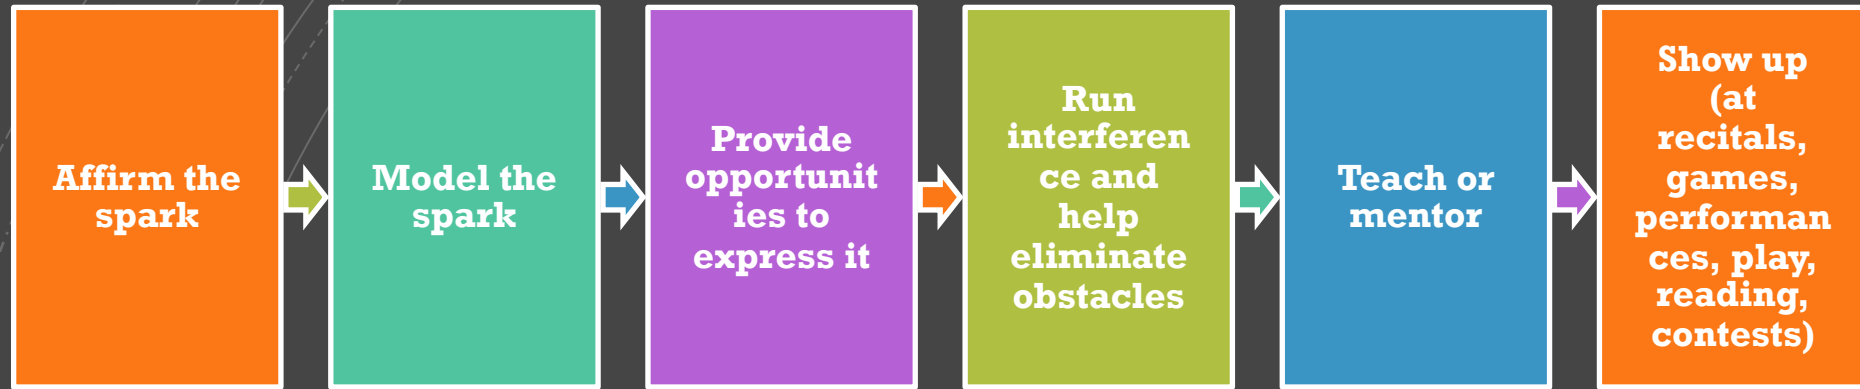 Affirm the
spark
Model the
spark
Provide
opportunit
ies to
express it
Run
interferen
ce and
help
eliminate
obstacles
Teach or
mentor
Show up
(at
recitals,
games,
performan
ces, play,
reading,
contests)